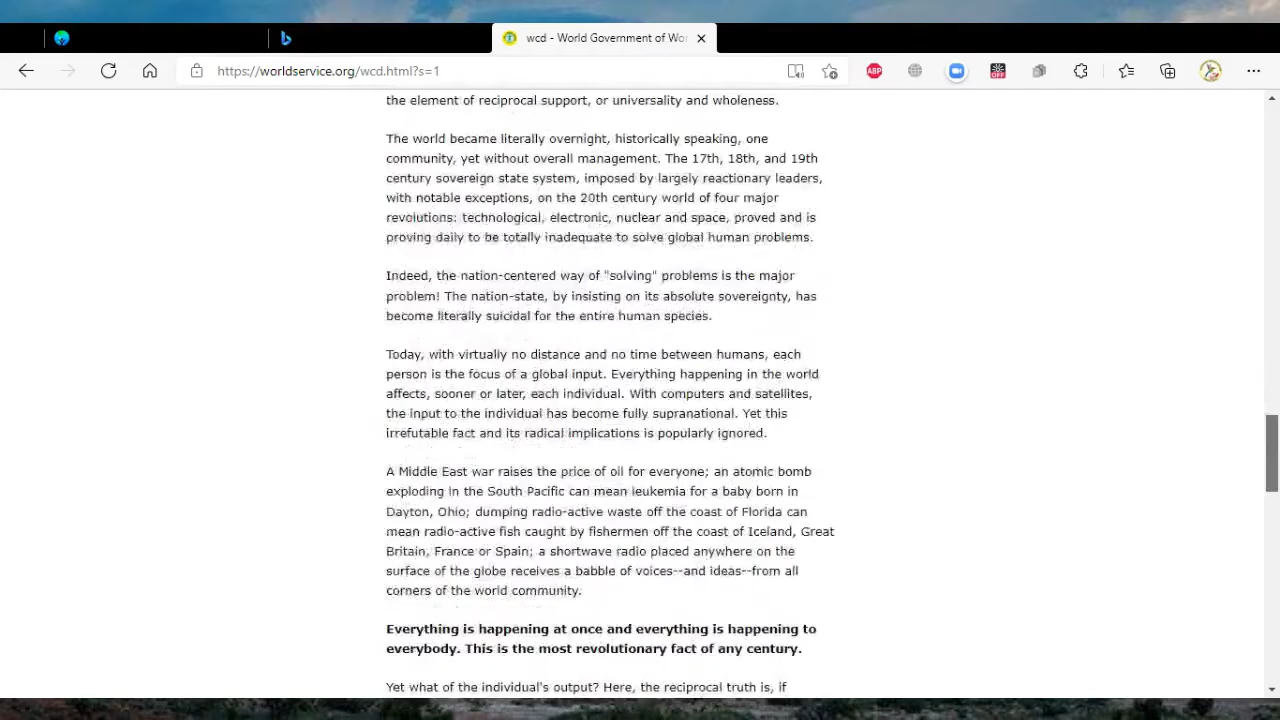 wcd - World Government of Wor
https://worldservice.org/wcd.html?s=1
ABP
OFF
the element of reciprocal support, or universality and wholeness.
The world became literally overnight, historically speaking, one
community, yet without overall management. The 17th, 18th, and 19th
century sovereign state system, imposed by largely reactionary leaders,
with notable exceptions, on the 20th century world of four major
revolutions: technological, electronic, nuclear and space, proved and is
proving daily to be totally inadequate to solve global human problems.
Indeed, the nation-centered way of "solving" problems is the major
problem! The nation-state, by insisting on its absolute sovereignty, has
become literally suicidal for the entire human species.
Today, with virtually no distance and no time between humans, each
person is the focus of a global input. Everything happening in the world
affects, sooner or later, each individual. With computers and satellites,
the input to the individual has become fully supranational. Yet this
irrefutable fact and its radical implications is popularly ignored.
A Middle East war raises the price of oil for everyone; an atomic bomb
exploding in the South Pacific can mean leukemia for a baby born in
Dayton, Ohio; dumping radio-active waste off the coast of Florida can
mean radio-active fish caught by fishermen off the coast of Iceland, Great
Britain, France or Spain; a shortwave radio placed anywhere on the
surface of the globe receives a babble of voices--and ideas--from all
corners of the world community.
Everything is happening at once and everything is happening to
everybody. This is the most revolutionary fact of any century.
Yet what of the individual's output? Here, the reciprocal truth is, if